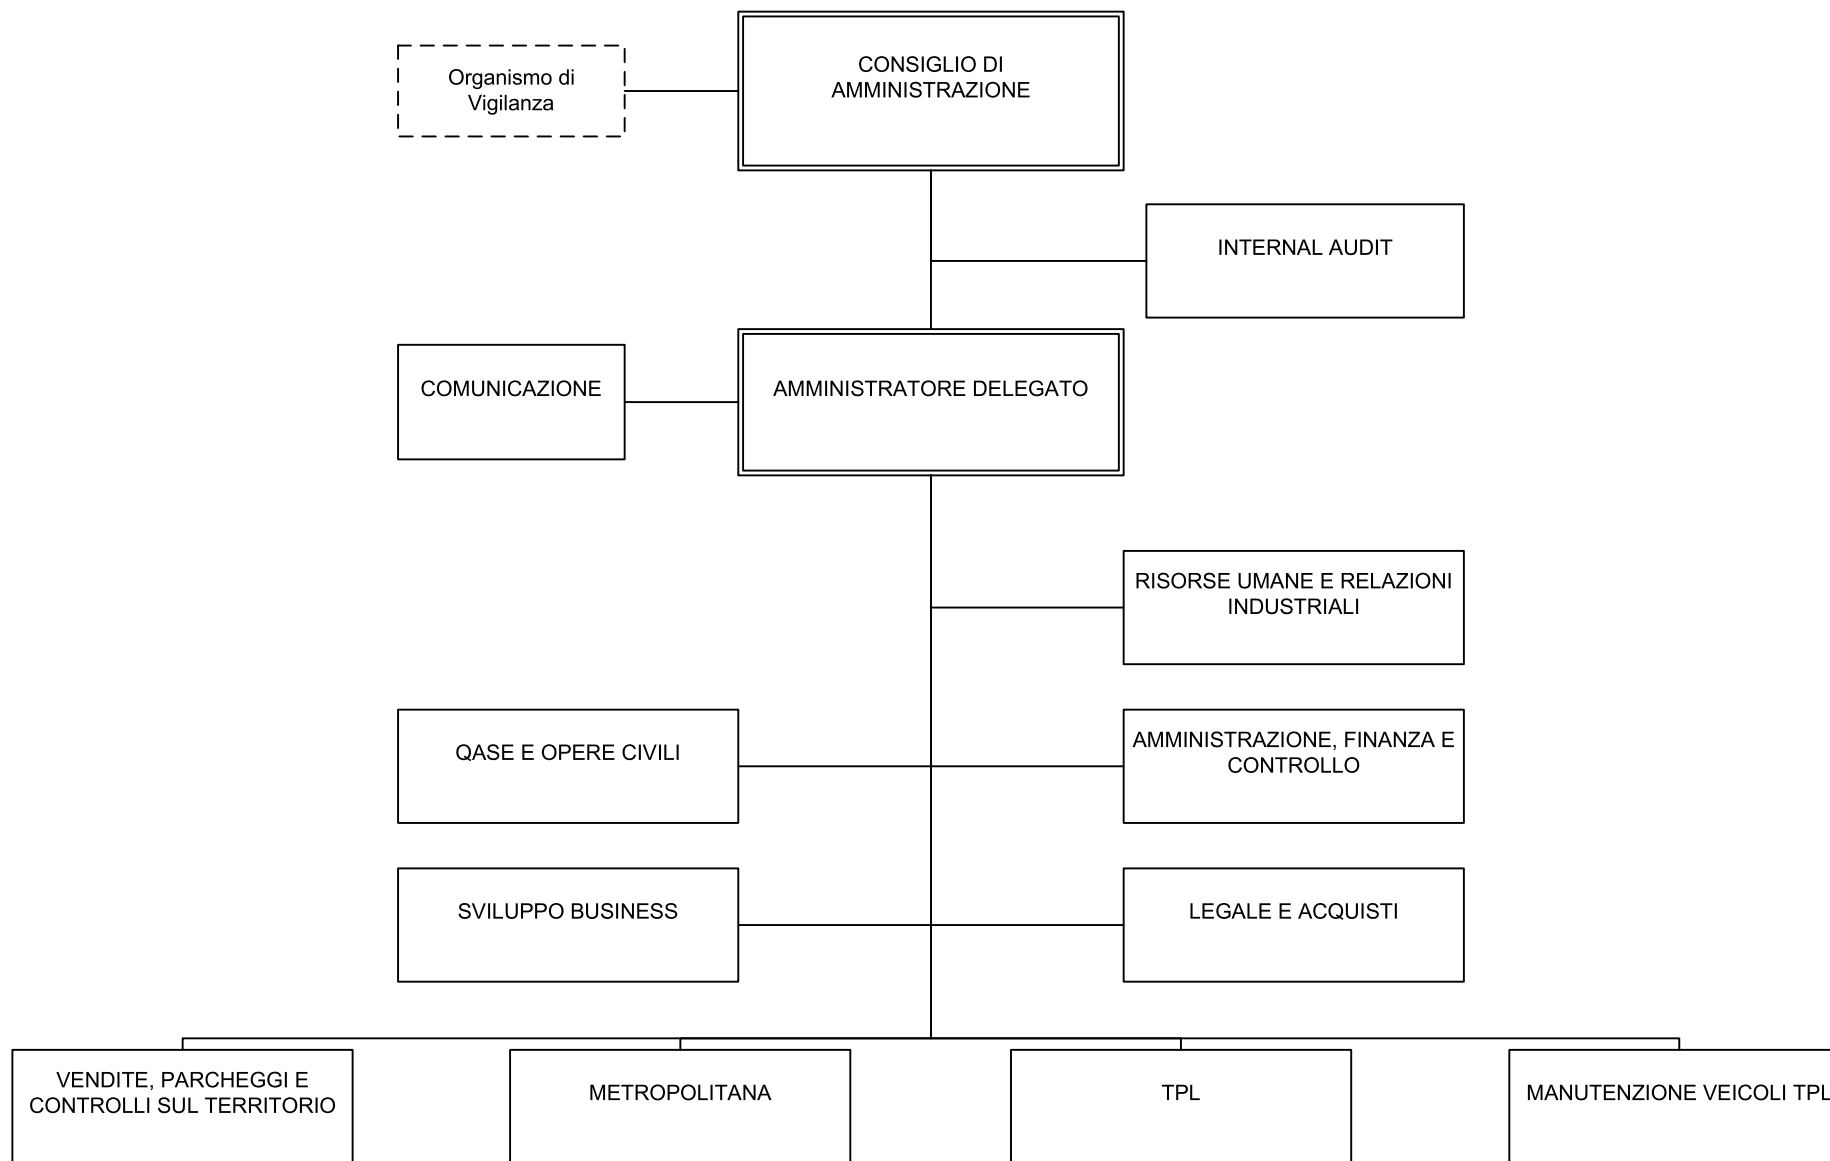 Organismo di
Vigilanza
CONSIGLIO DI
AMMINISTRAZIONE
INTERNAL AUDIT
COMUNICAZIONE
AMMINISTRATORE DELEGATO
RISORSE UMANE E RELAZIONI
INDUSTRIALI
QASE E OPERE CIVILI
AMMINISTRAZIONE, FINANZA E
CONTROLLO
SVILUPPO BUSINESS
LEGALE E ACQUISTI
VENDITE, PARCHEGGI E
CONTROLLI SUL TERRITORIO
METROPOLITANA
TPL
MANUTENZIONE VEICOLI TPL